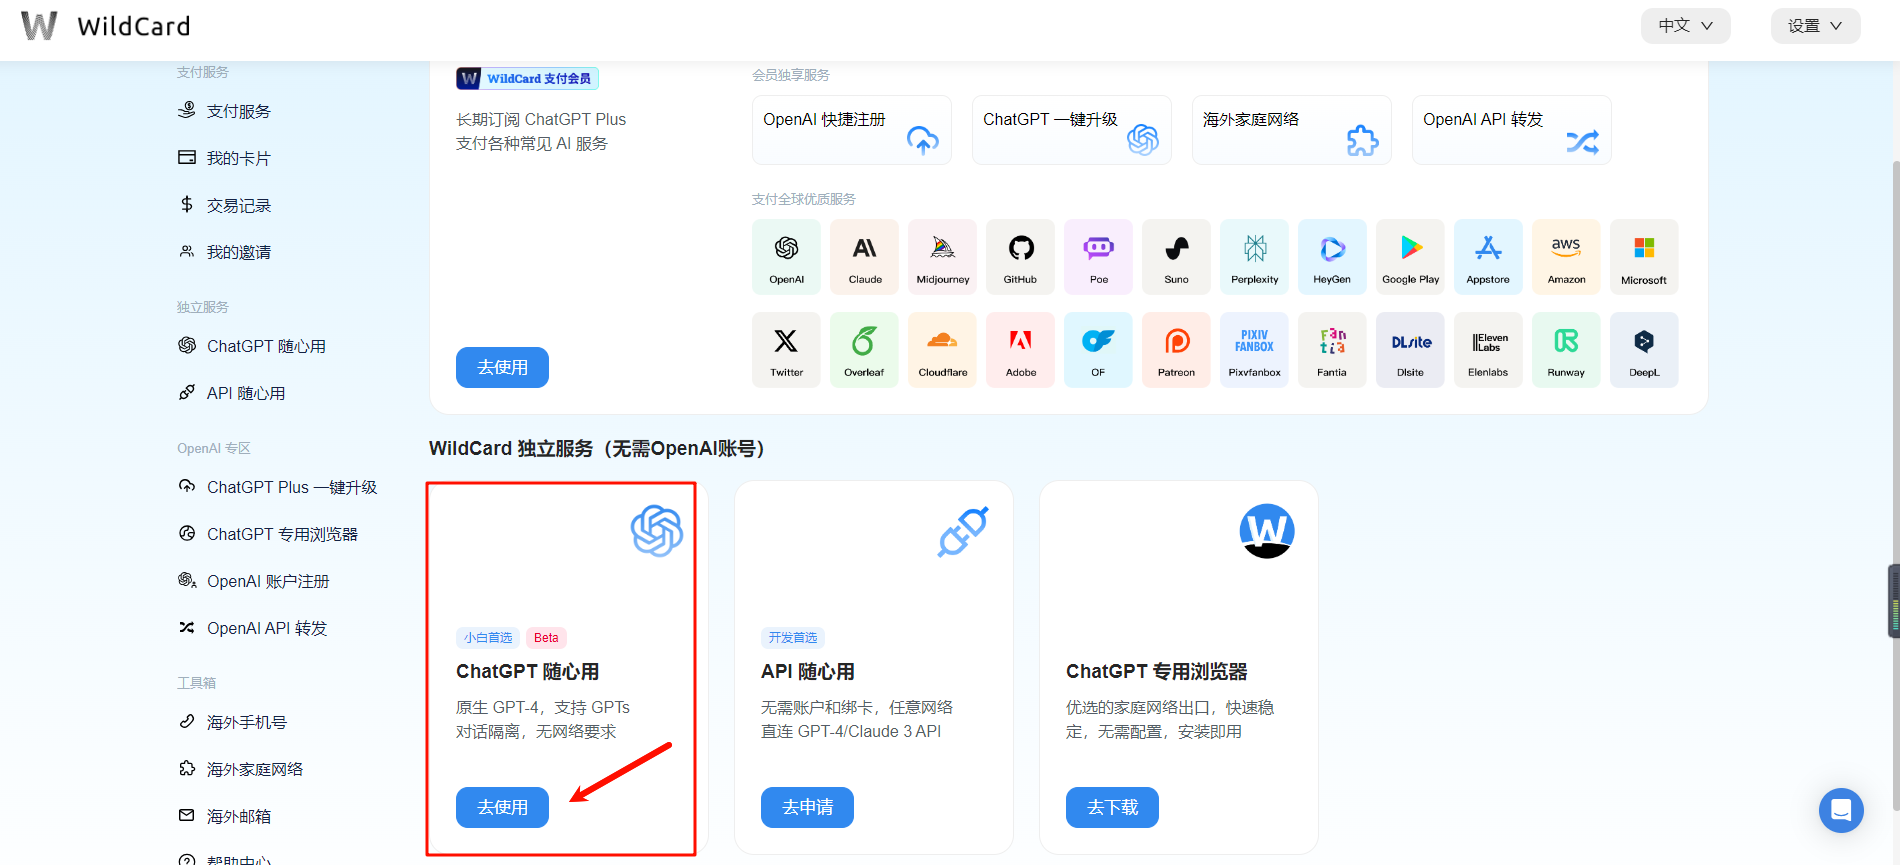 WildCard
中文
设置
支付服务
支付服务
我的卡片
交易记录
我的邀请
独立服务
ChatGPT 随心用
API 随心用
OpenAI 专区
ChatGPT Plus 一键升级
ChatGPT 专用浏览器
OpenAI 账户注册
OpenAI API 转发
工具箱
海外手机号
海外家庭网络
海外邮箱
帮助中心
WildCard 支付会员
长期订阅 ChatGPT Plus
支付各种常见 AI 服务
去使用
会员独享服务
OpenAI 快捷注册
ChatGPT 一键升级
海外家庭网络
OpenAI API 转发
支付全球优质服务
OpenAI
Claude
Midjourney
GitHub
Poe
Suno
Perplexity
HeyGen
Google Play
Appstore
aws
Amazon
Microsoft
Twitter
Overleaf
Cloudflare
Adobe
OF
Patreon
PIXIV
FANBOX
Pixvfanbox
Fantia
Fantia
DLsite
Dlsite
IIEleven
Labs
Elenlabs
Runway
DeepL
WildCard 独立服务（无需OpenAI账号）
小白首选
Beta
ChatGPT 随心用
原生 GPT-4，支持 GPTs
对话隔离，无网络要求
去使用
开发首选
API 随心用
无需账户和绑卡，任意网络
直连 GPT-4/Claude 3 API
去申请
ChatGPT 专用浏览器
优选的家庭网络出口，快速稳
定，无需配置，安装即用
去下载